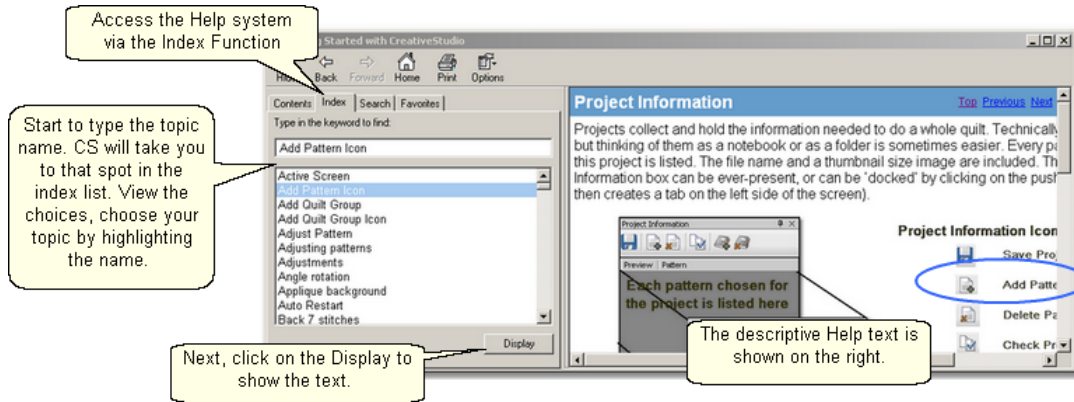 Access the Help system
via the Index Function
Started with CreativeStudio
Back Forward Home Print Options
Contents Index Search Favorites
Type in the keyword to find:
Add Pattern Icon
Active Screen
Add Pattern Icon
Add Quilt Group
Add Quilt Group Icon
Adjust Pattern
Adjusting patterns
Adjustments
Angle rotation
Applique background
Auto Restart
Back 7 stitches
Display
Start to type the topic
name. CS will take you
to that spot in the
index list. View the
choices, choose your
topic by highlighting
the name.
Next, click on the Display to
show the text.
Project Information
Top Previous Next
Projects collect and hold the information needed to do a whole quilt. Technically
but thinking of them as a notebook or as a folder is sometimes easier. Every pa
this project is listed. The file name and a thumbnail size image are included. Th
Information box can be ever-present, or can be 'docked' by clicking on the push
then creates a tab on the left side of the screen).
Project Information
Preview Pattern
Each pattern chosen for
the project is listed here
Project Information Icon
Save Proj
Add Patte
Delete Pa
Check Pr
The descriptive Help text is
shown on the right.